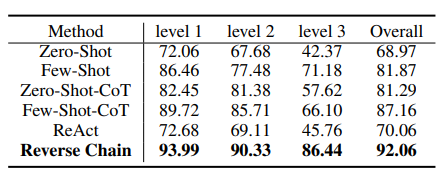 Method level 1 level 2 level 3 Overall
Zero-Shot 72.06 67.68 42.37 68.97
Few-Shot 86.46 77.48 71.18 81.87
Zero-Shot-CoT 82.45 81.38 57.62 81.29
Few-Shot-CoT 89.72 85.71 66.10 87.16
ReAct 72.68 69.11 45.76 70.06
Reverse Chain 93.99 90.33 86.44 92.06